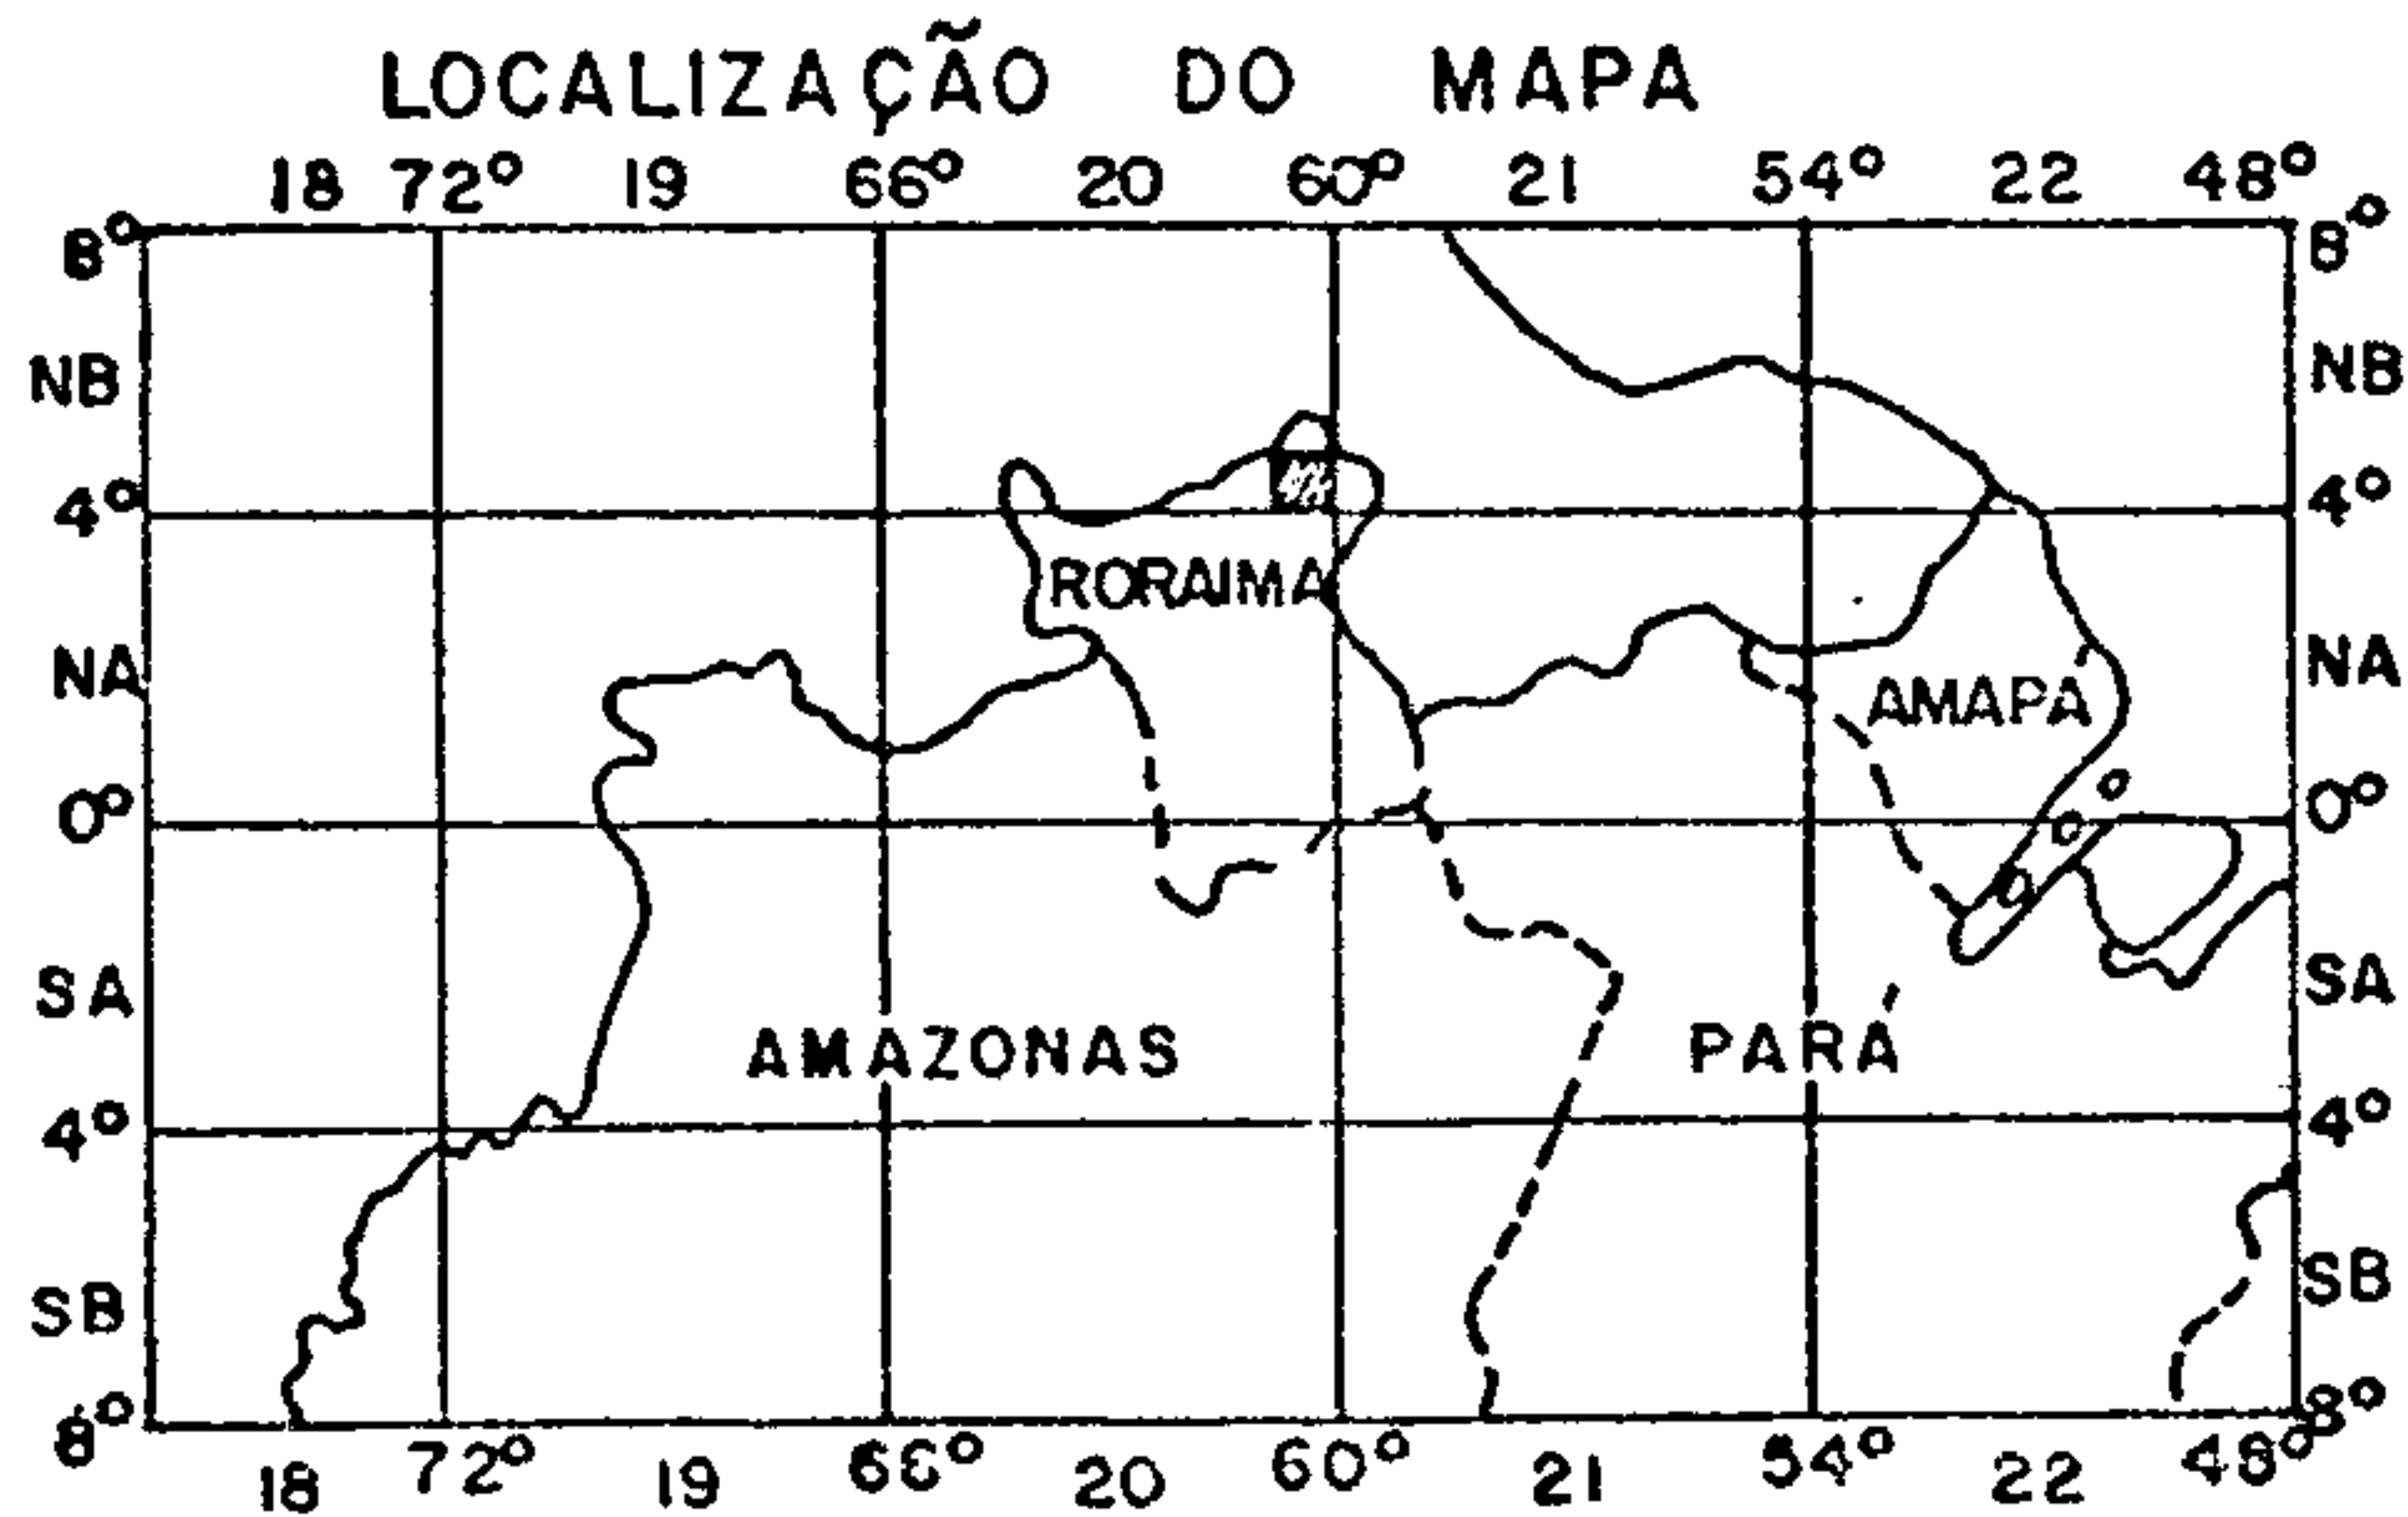 LOCALIZAÇÃO DO MAPA
18 72° 19 66° 20 60° 21 54° 22 48°
8° 8°
NB NB
4° 4°
RORAIMA
NA NA
AMAPA
0° 0°
SA SA
AMAZONAS PARÁ
4° 4°
SB SB
8° 8°
18 72° 19 66° 20 60° 21 54° 22 48°